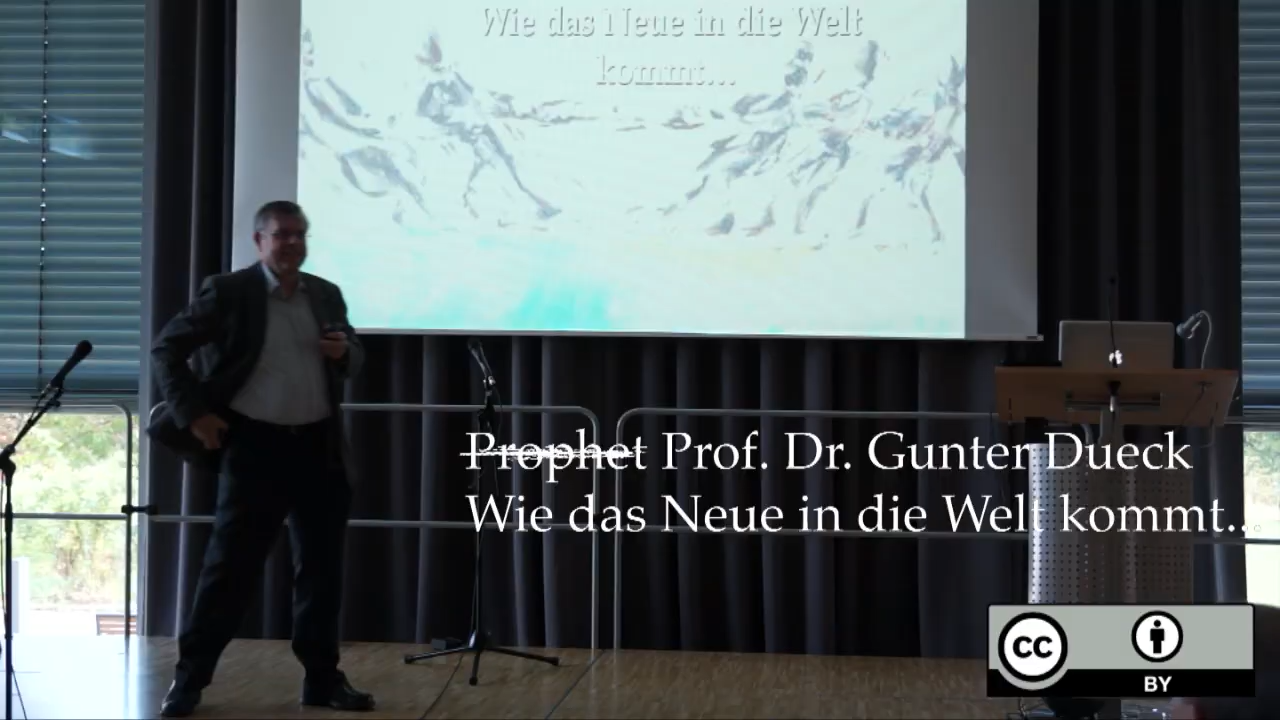 Wie das Neue in die Welt
kommt...
Prophet Prof. Dr. Gunter Dueck
Wie das Neue in die Welt kommt...
cc
BY